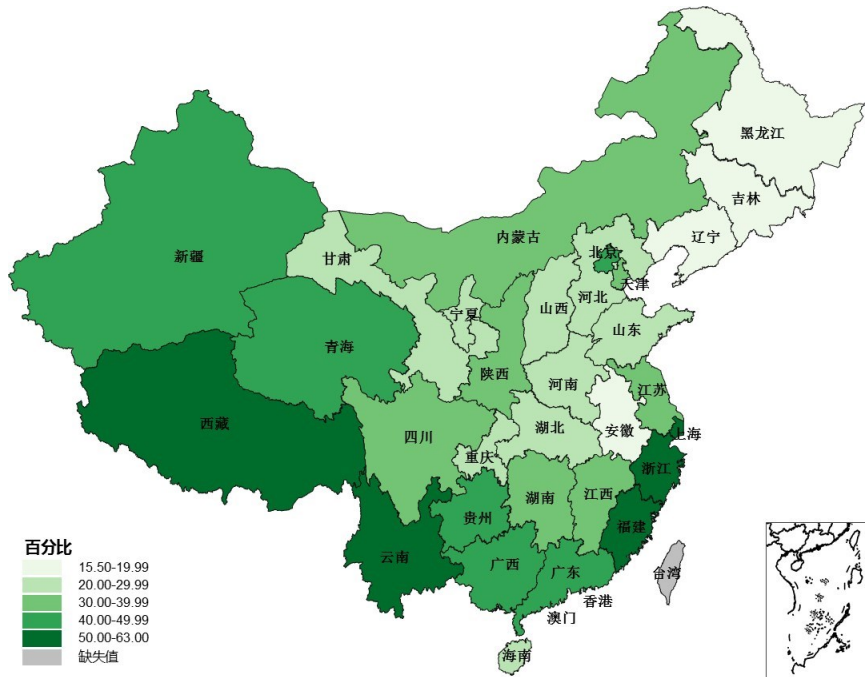 黑龙江
吉林
辽宁
内蒙古
新疆
甘肃
北京
天津
河北
山西
宁夏
山东
青海
陕西
河南
江苏
西藏
四川
湖北
安徽
上海
重庆
浙江
湖南
江西
贵州
福建
云南
广西
广东
台湾
香港
澳门
海南
百分比
15.50-19.99
20.00-29.99
30.00-39.99
40.00-49.99
50.00-63.00
缺失值